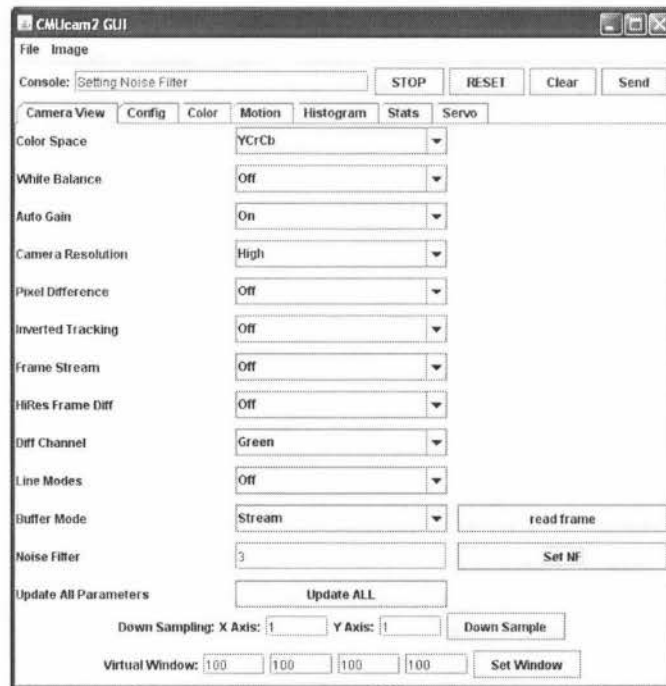 CMUcam2 GUI
File Image
Console: Setting Noise Filter STOP RESET Clear Send
Camera View Config Color Motion Histogram Stats Servo
Color Space YCrCb
White Balance Off
Auto Gain On
Camera Resolution High
Pixel Difference Off
Inverted Tracking Off
Frame Stream Off
HiRes Frame Diff Off
Diff Channel Green
Line Modes Off
Buffer Mode Stream read frame
Noise Filter 3 Set NF
Update All Parameters Update ALL
Down Sampling: X Axis: 1 Y Axis: 1 Down Sample
Virtual Window: 100 100 100 100 Set Window